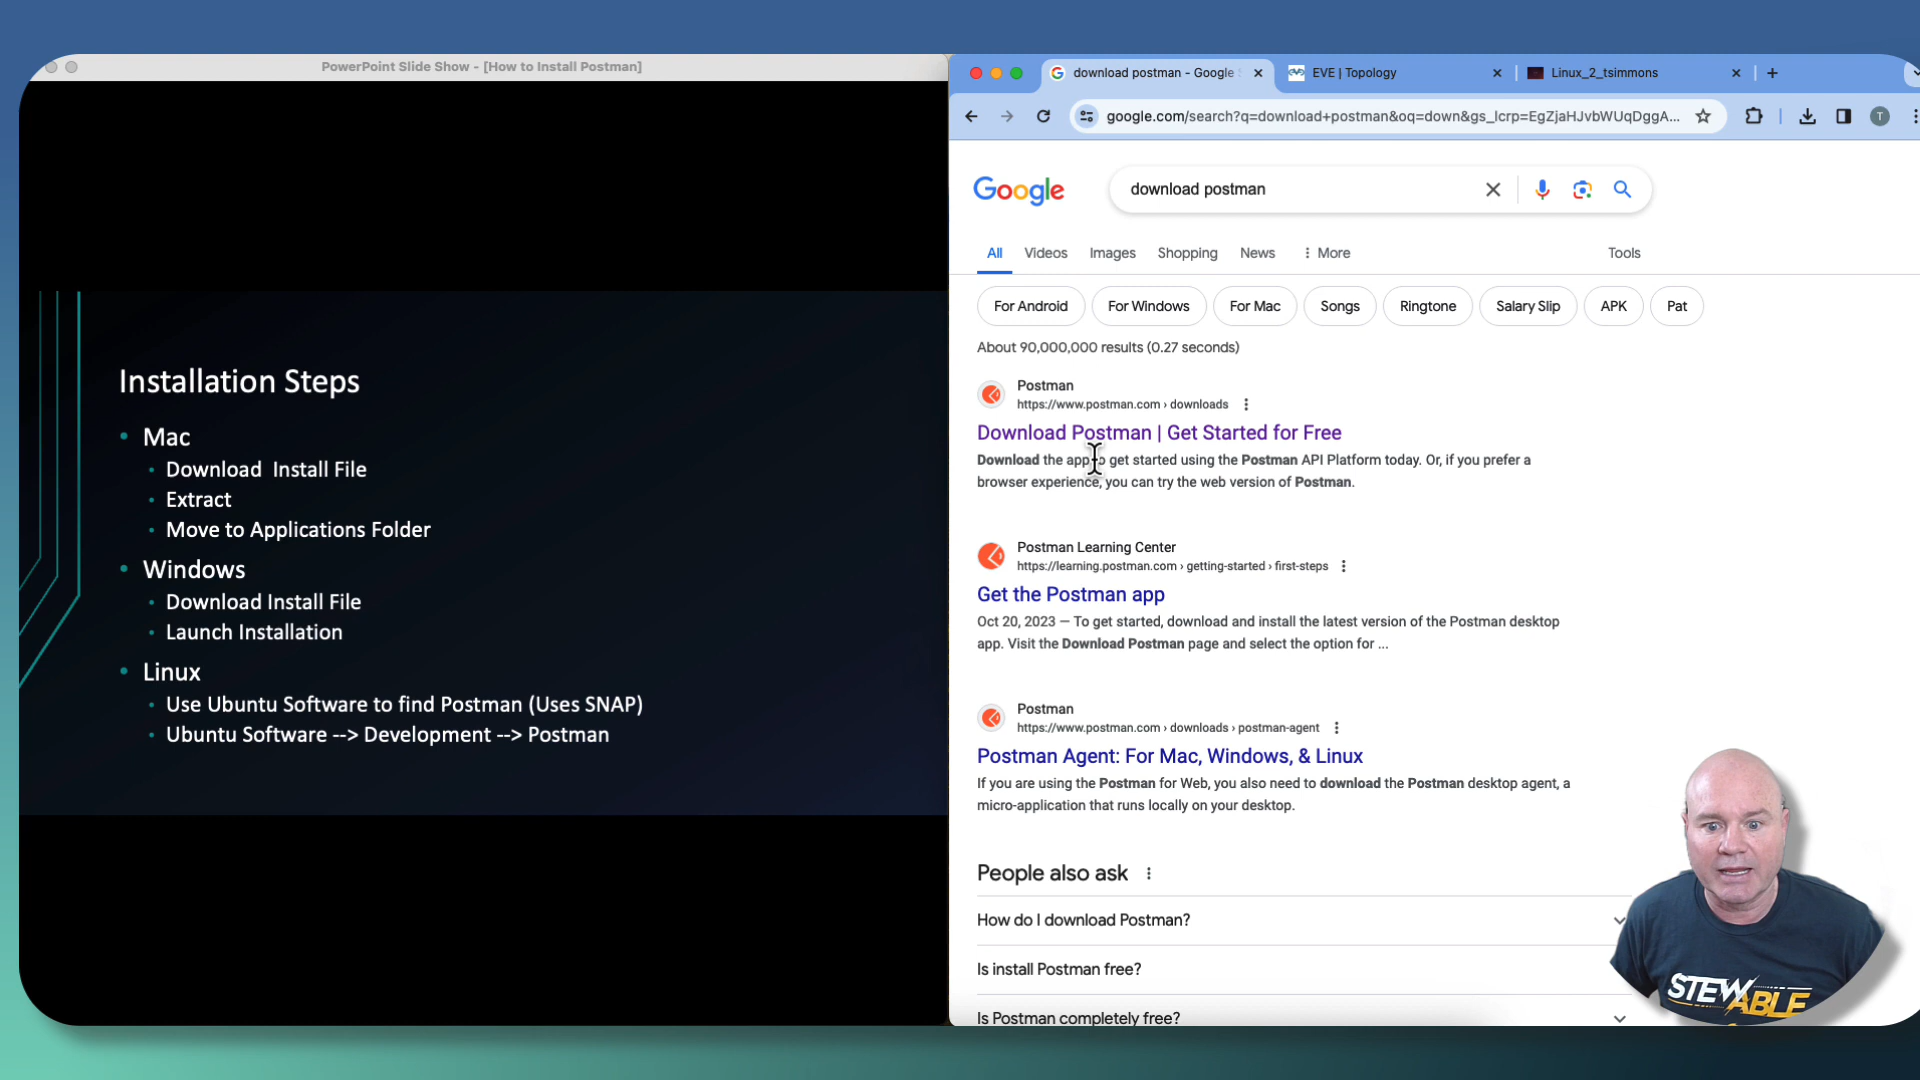 PowerPoint Slide Show - [How to Install Postman]
Installation Steps
Mac
Download Install File
Extract
Move to Applications Folder
Windows
Download Install File
Launch Installation
Linux
Use Ubuntu Software to find Postman (Uses SNAP)
Ubuntu Software --> Development --> Postman
download postman - Google
EVE | Topology
Linux_2_tsimmons
google.com/search?q=download+postman&oq=down&gs_lcrp=EgZjaHJvbWUqDggA...
T
Google
download postman
All Videos Images Shopping News More Tools
For Android For Windows For Mac Songs Ringtone Salary Slip APK Pat
About 90,000,000 results (0.27 seconds)
Postman
https://www.postman.com › downloads
Download Postman | Get Started for Free
Download the app to get started using the Postman API Platform today. Or, if you prefer a
browser experience, you can try the web version of Postman.
Postman Learning Center
https://learning.postman.com › getting-started › first-steps
Get the Postman app
Oct 20, 2023 — To get started, download and install the latest version of the Postman desktop
app. Visit the Download Postman page and select the option for ...
Postman
https://www.postman.com › downloads › postman-agent
Postman Agent: For Mac, Windows, & Linux
If you are using the Postman for Web, you also need to download the Postman desktop agent, a
micro-application that runs locally on your desktop.
People also ask
How do I download Postman?
Is install Postman free?
Is Postman completely free?
STEWABLE